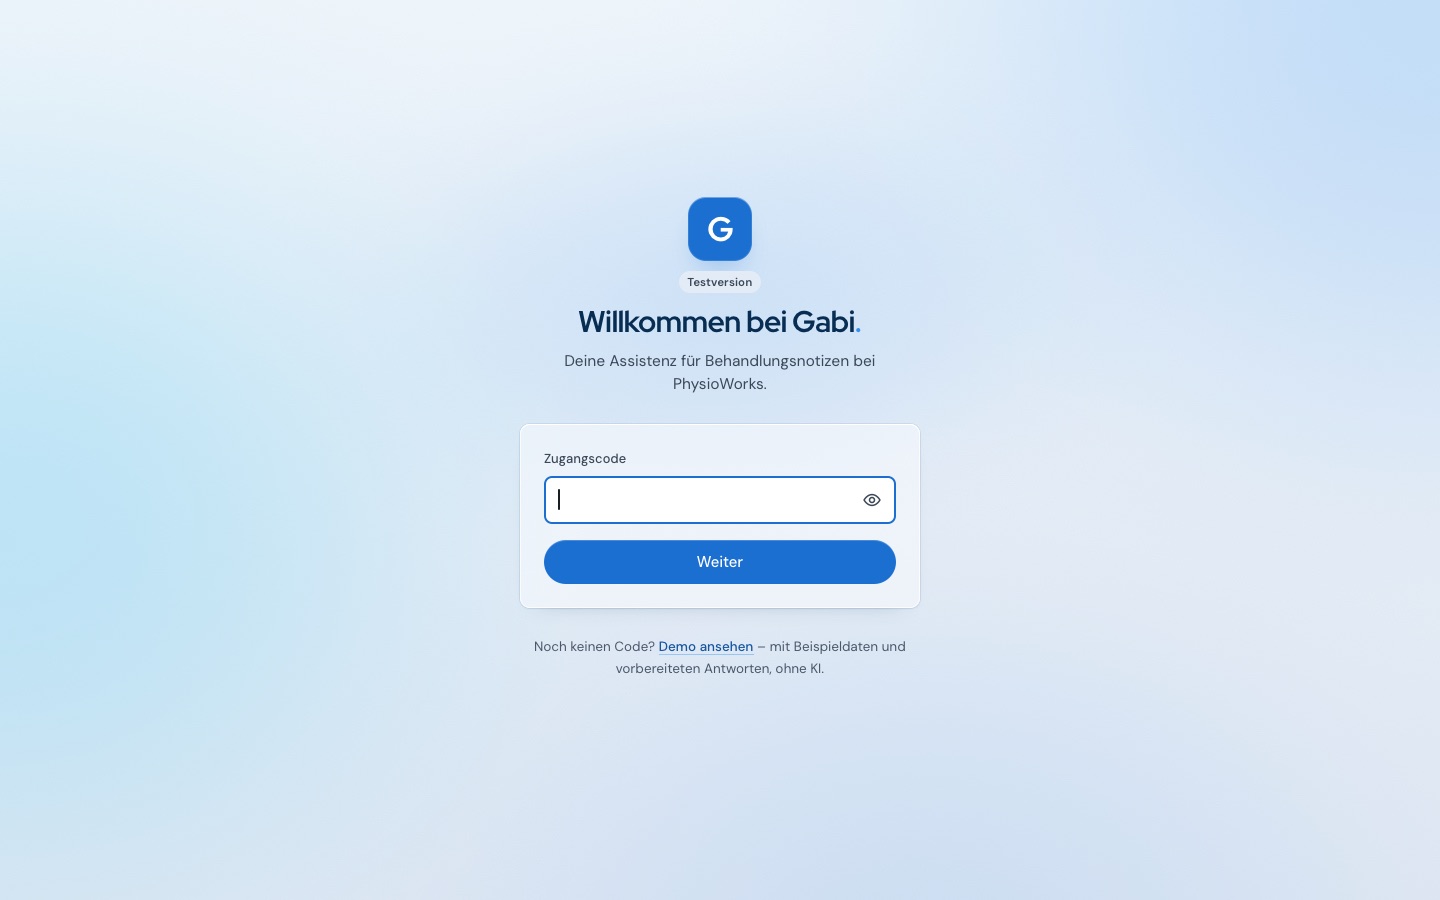 G
Testversion
Willkommen bei Gabi.
Deine Assistenz für Behandlungsnotizen bei
PhysioWorks.
Zugangscode
Weiter
Noch keinen Code? Demo ansehen – mit Beispieldaten und
vorbereiteten Antworten, ohne KI.